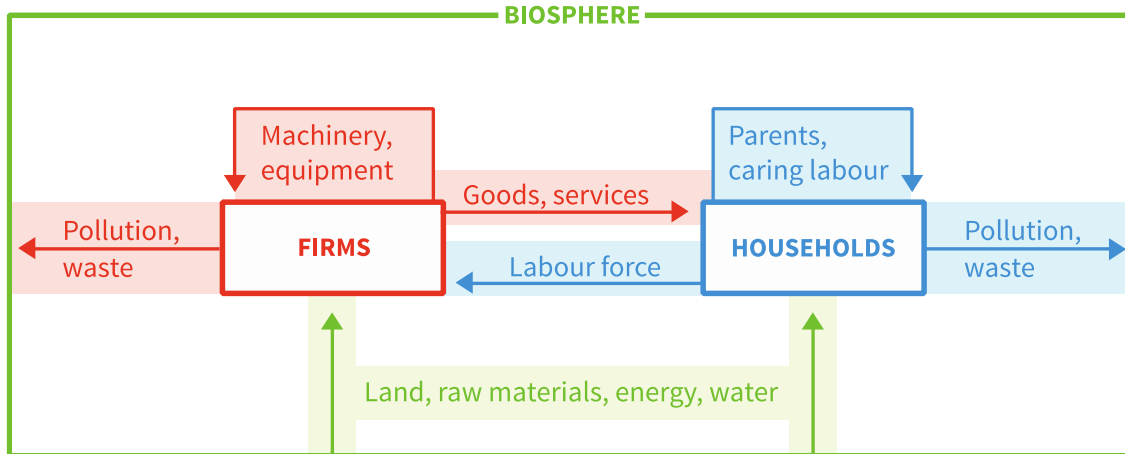 BIOSPHERE
Machinery,
equipment
Parents,
caring labour
Goods, services
Pollution,
waste
FIRMS
Labour force
HOUSEHOLDS
Pollution,
waste
Land, raw materials, energy, water